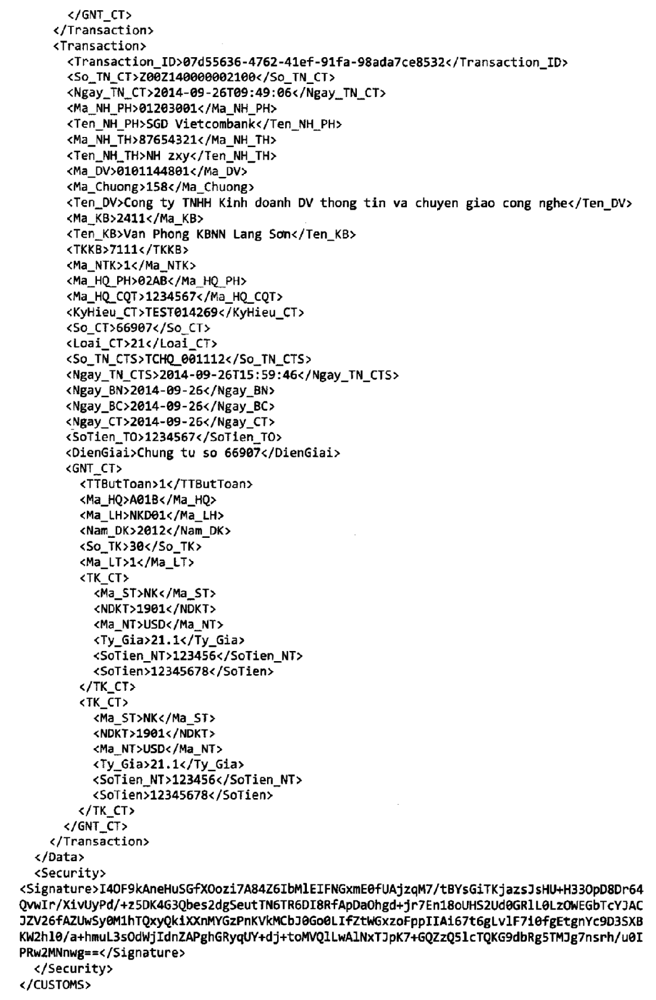 </GNT_CT>
</Transaction>
<Transaction>
<Transaction_ID>07d55636-4762-41ef-91fa-98ada7ce8532</Transaction_ID>
<So_TN_CT>Z00Z140000002100</So_TN_CT>
<Ngay_TN_CT>2014-09-26T09:49:06</Ngay_TN_CT>
<Ma_NH_PH>01203001</Ma_NH_PH>
<Ten_NH_PH>SGD Vietcombank</Ten_NH_PH>
<Ma_NH_TH>87654321</Ma_NH_TH>
<Ten_NH_TH>NH zxy</Ten_NH_TH>
<Ma_DV>0101144801</Ma_DV>
<Ma_Chuong>158</Ma_Chuong>
<Ten_DV>Cong ty TNHH Kinh doanh DV thong tin va chuyen giao cong nghe</Ten_DV>
<Ma_KB>2411</Ma_KB>
<Ten_KB>Van Phong KBNN Lang Son</Ten_KB>
<TKKB>7111</TKKB>
<Ma_NTK>1</Ma_NTK>
<Ma_HQ_PH>02AB</Ma_HQ_PH>
<Ma_HQ_CQT>1234567</Ma_HQ_CQT>
<KyHieu_CT>TEST014269</KyHieu_CT>
<So_CT>66907</So_CT>
<Loai_CT>21</Loai_CT>
<So_TN_CTS>TCHQ_001112</So_TN_CTS>
<Ngay_TN_CTS>2014-09-26T15:59:46</Ngay_TN_CTS>
<Ngay_BN>2014-09-26</Ngay_BN>
<Ngay_BC>2014-09-26</Ngay_BC>
<Ngay_CT>2014-09-26</Ngay_CT>
<SoTien_TO>1234567</SoTien_TO>
<DienGiai>Chung tu so 66907</DienGiai>
<GNT_CT>
<TTButToan>1</TTButToan>
<Ma_HQ>A01B</Ma_HQ>
<Ma_LH>NKD01</Ma_LH>
<Nam_DK>2012</Nam_DK>
<So_TK>30</So_TK>
<Ma_LT>1</Ma_LT>
<TK_CT>
<Ma_ST>NK</Ma_ST>
<NDKT>1901</NDKT>
<Ma_NT>USD</Ma_NT>
<Ty_Gia>21.1</Ty_Gia>
<SoTien_NT>123456</SoTien_NT>
<SoTien>12345678</SoTien>
</TK_CT>
<TK_CT>
<Ma_ST>NK</Ma_ST>
<NDKT>1901</NDKT>
<Ma_NT>USD</Ma_NT>
<Ty_Gia>21.1</Ty_Gia>
<SoTien_NT>123456</SoTien_NT>
<SoTien>12345678</SoTien>
</TK_CT>
</GNT_CT>
</Transaction>
</Data>
<Security>
<Signature>I4OF9kAneHuSGfXOozi7A84Z6IbMlEIFNGxmE0fUAjzqM7/tBYsGiTKjazsJsHU+H33OpD8Dr64
QvwIr/XivUyPd/+z5DK4G3Qbes2dgSeutTN6TR6DI8RfApDaOhgd+jr7En18oUHS2Ud0GRlL0LzOWEGbTcYJAC
JZV26fAZUwSy0M1hTQxyQkiXXnMYGzPnKVkMCbJ0Go0LIfZtWGxzoFppIIAi67t6gLvlF7i0fgEtgnYc9D3SXB
KW2hl0/a+hmuL3sOdWjIdnZAPghGRyqUY+dj+toMVQlLwAlNxTJpK7+GQZzQ5lcTQKG9dbRg5TMJg7nsrh/u0I
PRw2MNnwg==</Signature>
</Security>
</CUSTOMS>